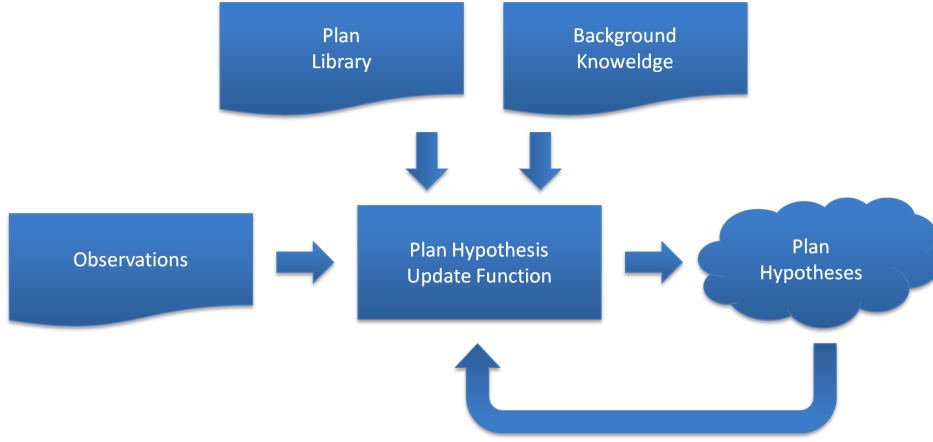 Plan
Library
Background
Knoweldge
Observations
Plan Hypothesis
Update Function
Plan
Hypotheses